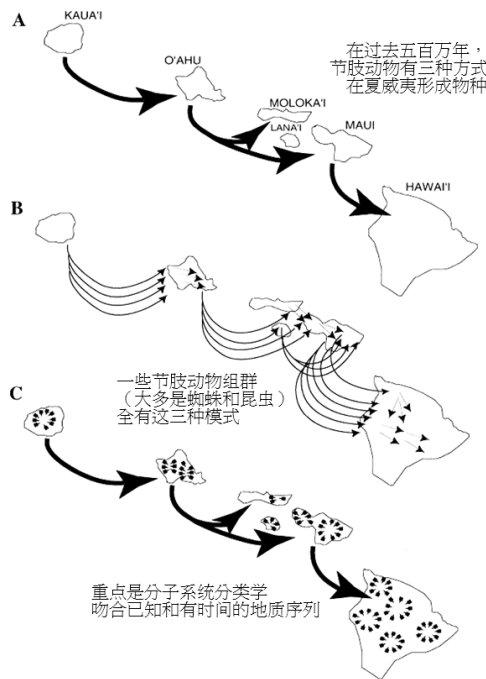 A
KAUA'I
O'AHU
MOLOKA'I
LANA'I
MAUI
HAWAI'I
在过去五百万年，
节肢动物有三种方式
在夏威夷形成物种
B
一些节肢动物组群
（大多是蜘蛛和昆虫）
全有这三种模式
C
重点是分子系统分类学
吻合已知和有时间的地质序列